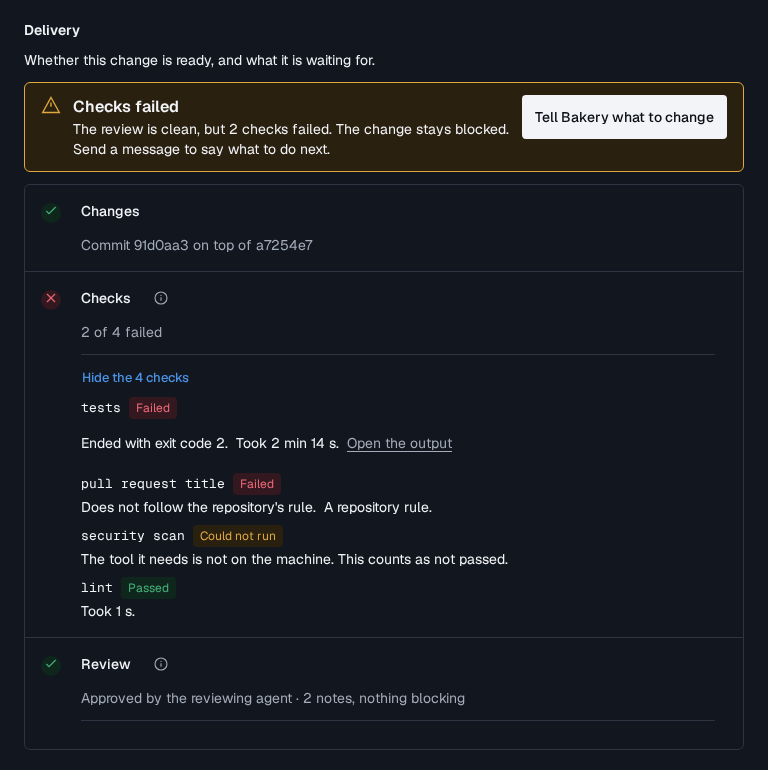 Delivery
Whether this change is ready, and what it is waiting for.
Checks failed
The review is clean, but 2 checks failed. The change stays blocked.
Send a message to say what to do next.
Tell Bakery what to change
Changes
Commit 91d0aa3 on top of a7254e7
Checks
2 of 4 failed
Hide the 4 checks
tests Failed
Ended with exit code 2. Took 2 min 14 s. Open the output
pull request title Failed
Does not follow the repository's rule. A repository rule.
security scan Could not run
The tool it needs is not on the machine. This counts as not passed.
lint Passed
Took 1 s.
Review
Approved by the reviewing agent · 2 notes, nothing blocking